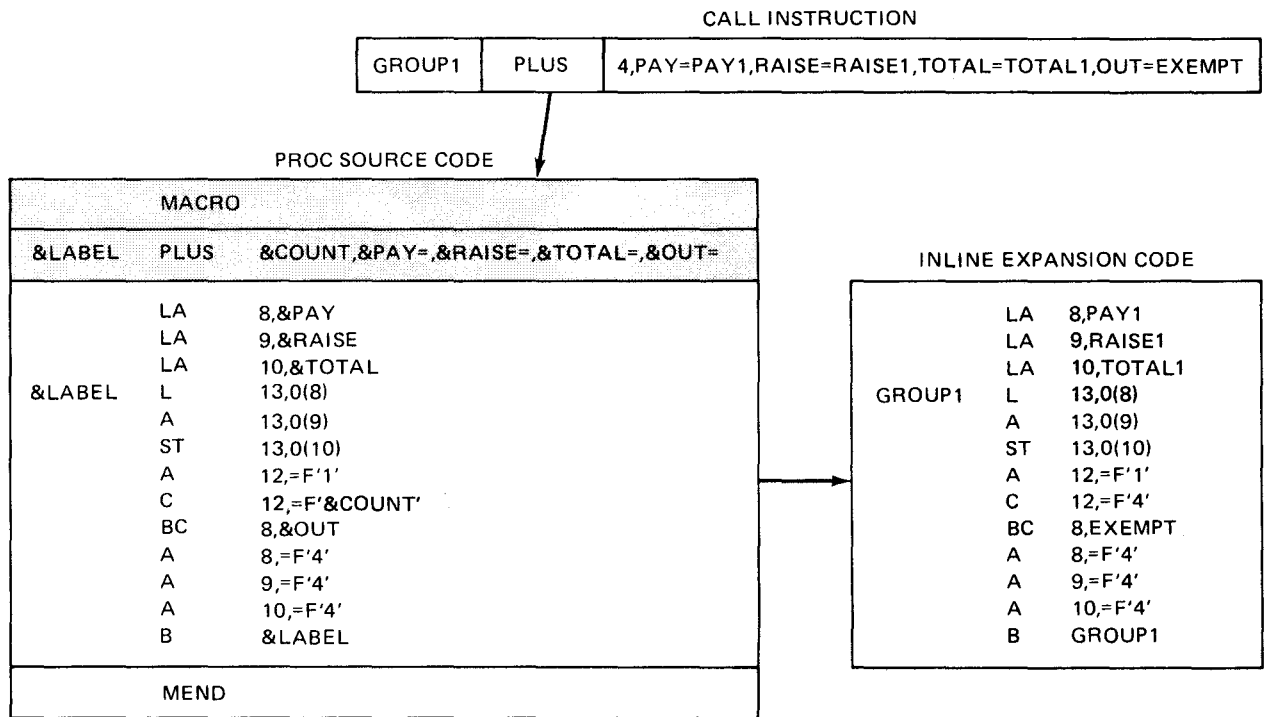 CALL INSTRUCTION
GROUP1 PLUS 4,PAY=PAY1,RAISE=RAISE1,TOTAL=TOTAL1,OUT=EXEMPT
PROC SOURCE CODE
MACRO
&LABEL PLUS &COUNT,&PAY=,&RAISE=,&TOTAL=,&OUT=
LA 8,&PAY
LA 9,&RAISE
LA 10,&TOTAL
&LABEL L 13,0(8)
A 13,0(9)
ST 13,0(10)
A 12,=F'1'
C 12,=F'&COUNT'
BC 8,&OUT
A 8,=F'4'
A 9,=F'4'
A 10,=F'4'
B &LABEL
MEND
INLINE EXPANSION CODE
LA 8,PAY1
LA 9,RAISE1
LA 10,TOTAL1
GROUP1 L 13,0(8)
A 13,0(9)
ST 13,0(10)
A 12,=F'1'
C 12,=F'4'
BC 8,EXEMPT
A 8,=F'4'
A 9,=F'4'
A 10,=F'4'
B GROUP1